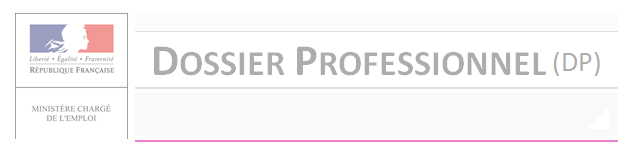 Liberté • Égalité • Fraternité
RÉPUBLIQUE FRANÇAISE
MINISTÈRE CHARGÉ
DE L'EMPLOI
DOSSIER PROFESSIONNEL (DP)